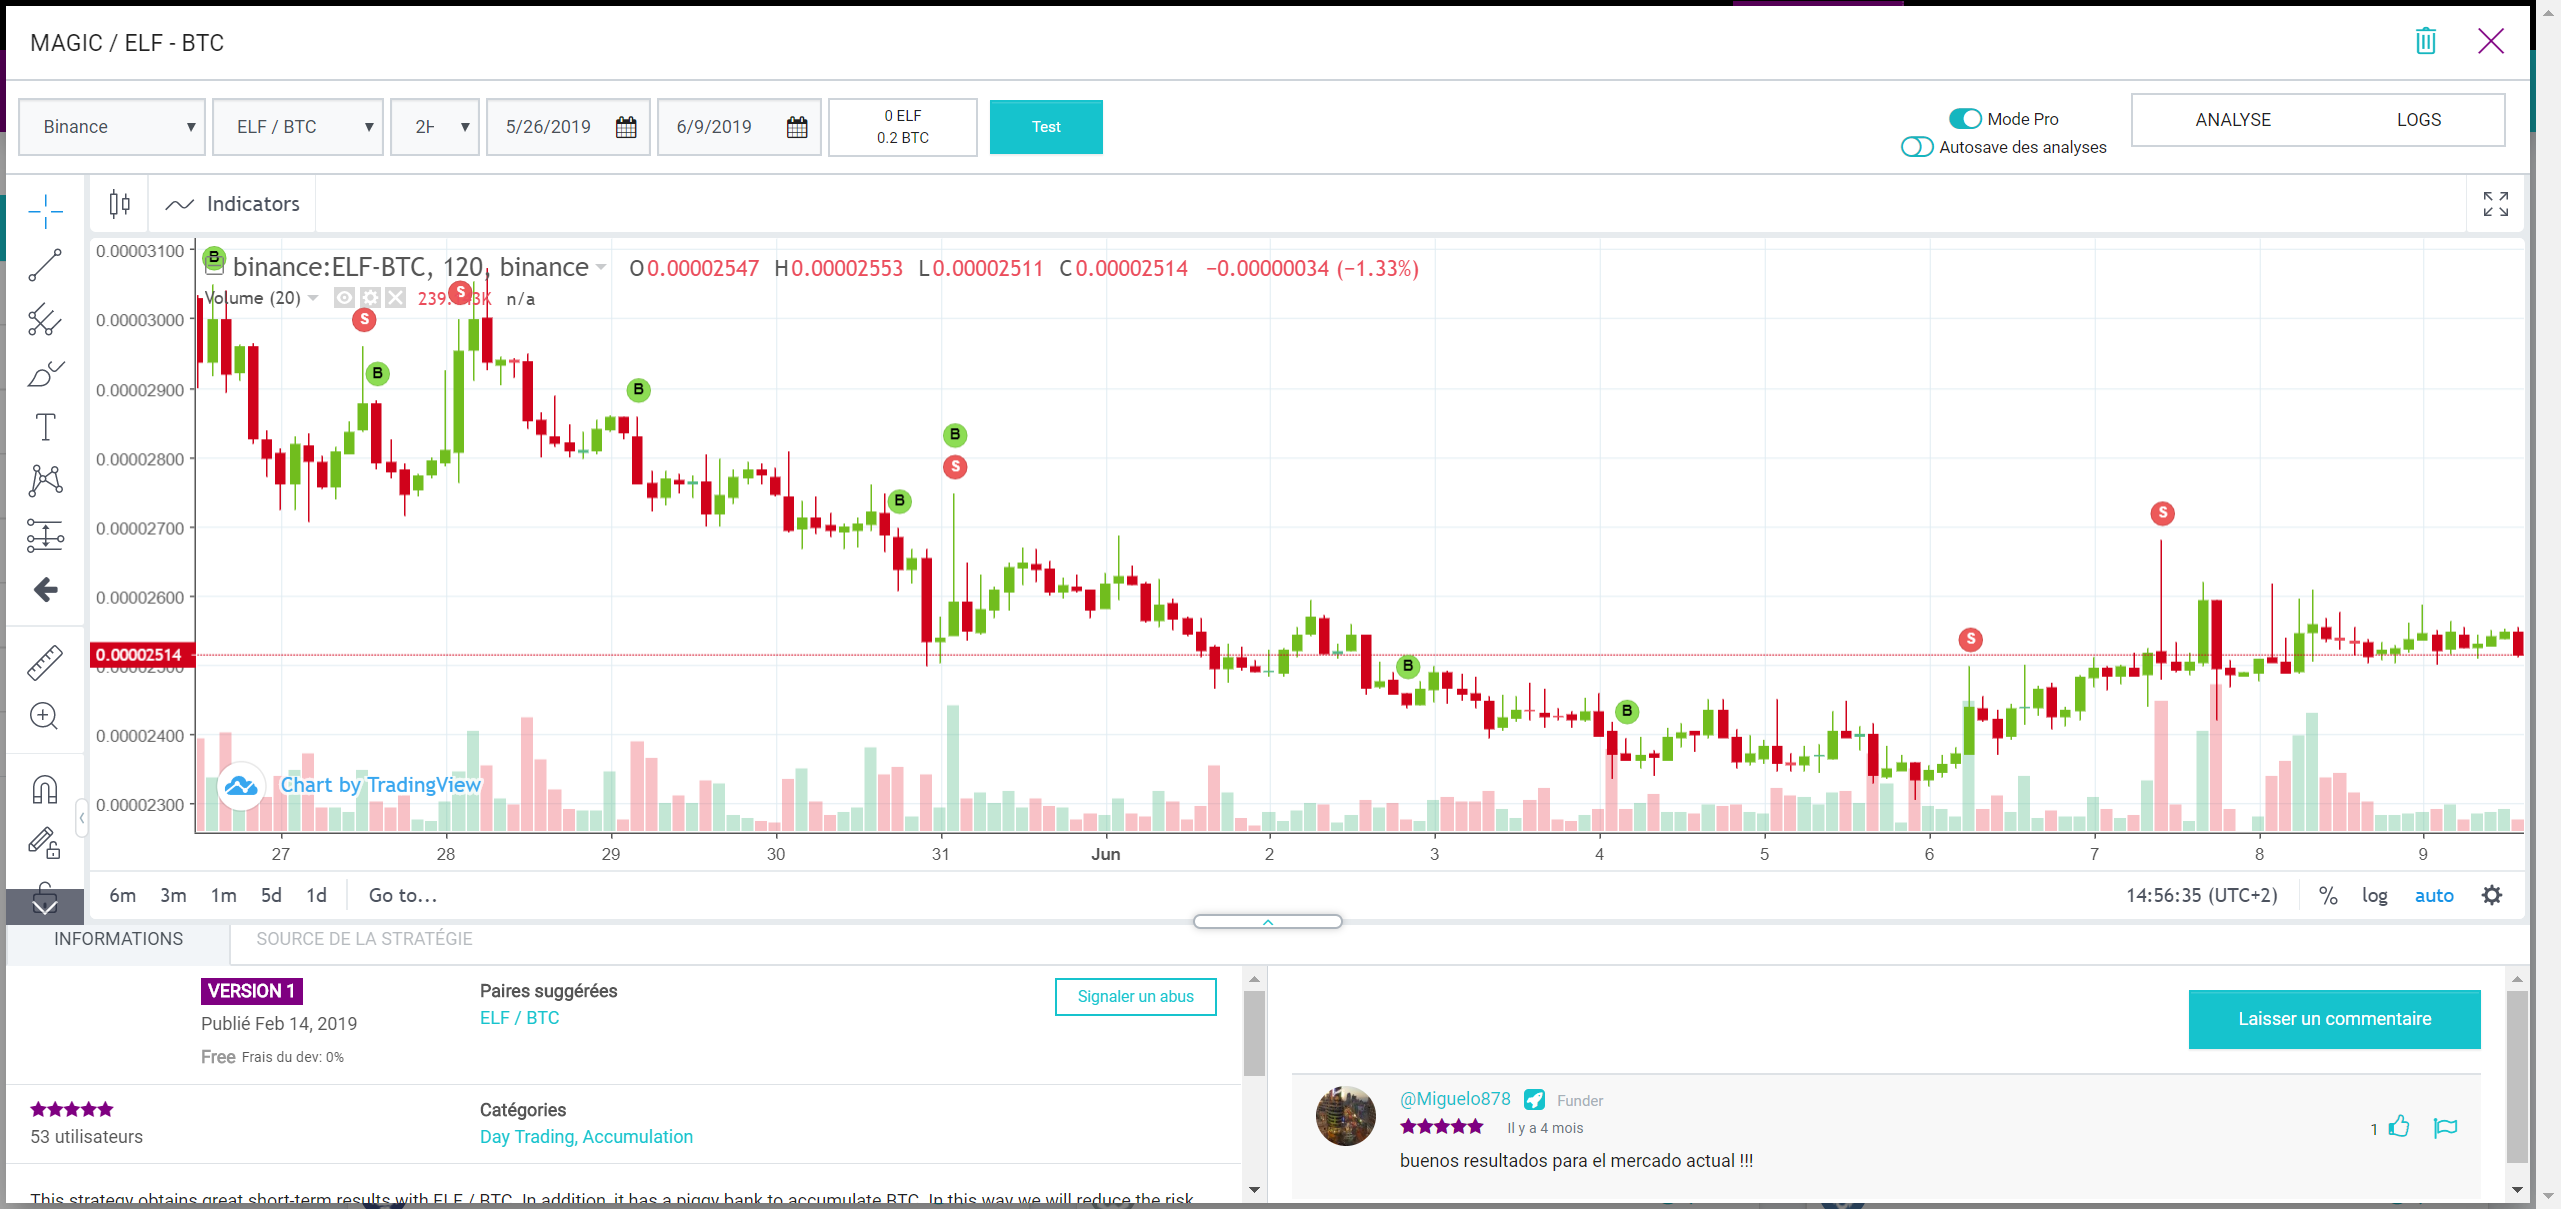 MAGIC / ELF - BTC
Binance
ELF / BTC
5/26/2019
6/9/2019
0 ELF
0.2 BTC
Test
Mode Pro
Autosave des analyses
ANALYSE
LOGS
Indicators
binance:ELF-BTC, 120, binance
O0.00002547 H0.00002553 L0.00002511 C0.00002514 −0.00000034 (−1.33%)
Volume (20)
n/a
0.00003100
0.00003000
0.00002900
0.00002800
0.00002700
0.00002600
0.00002514
0.00002500
0.00002400
0.00002300
B
S
S
B
B
B
B
S
B
B
S
S
Chart by TradingView
27 28 29 30 31 Jun 2 3 4 5 6 7 8 9
6m 3m 1m 5d 1d Go to...
14:56:35 (UTC+2) % log auto
INFORMATIONS
SOURCE DE LA STRATÉGIE
VERSION 1
Publié Feb 14, 2019
Free Frais du dev: 0%
Paires suggérées
ELF / BTC
Signaler un abus
53 utilisateurs
Catégories
Day Trading, Accumulation
This strategy obtains great short-term results with ELF / BTC. In addition, it has a piggy bank to accumulate BTC. In this way we will reduce the risk
Laisser un commentaire
@Miguelo878 Funder
Il y a 4 mois
1
buenos resultados para el mercado actual !!!